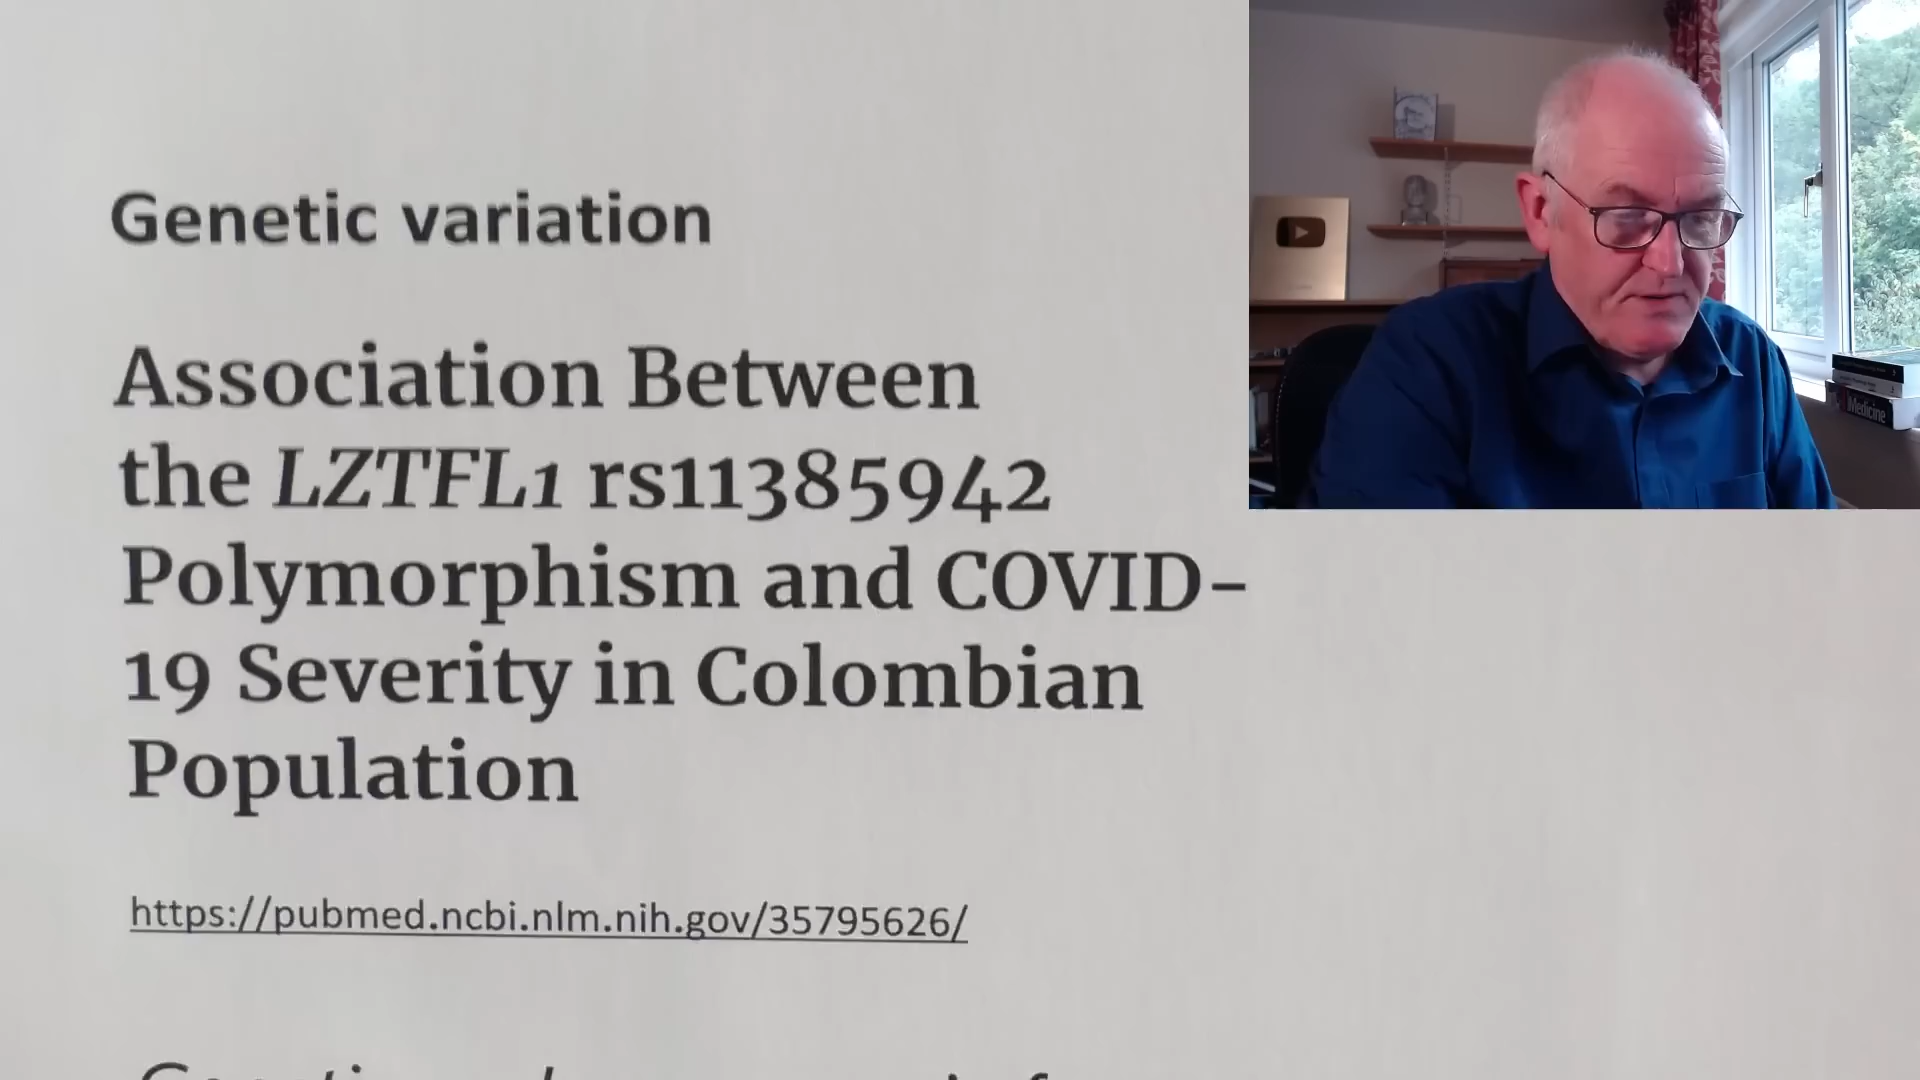 Genetic variation
Association Between
the LZTFL1 rs11385942
Polymorphism and COVID-
19 Severity in Colombian
Population
https://pubmed.ncbi.nlm.nih.gov/35795626/
Medicine